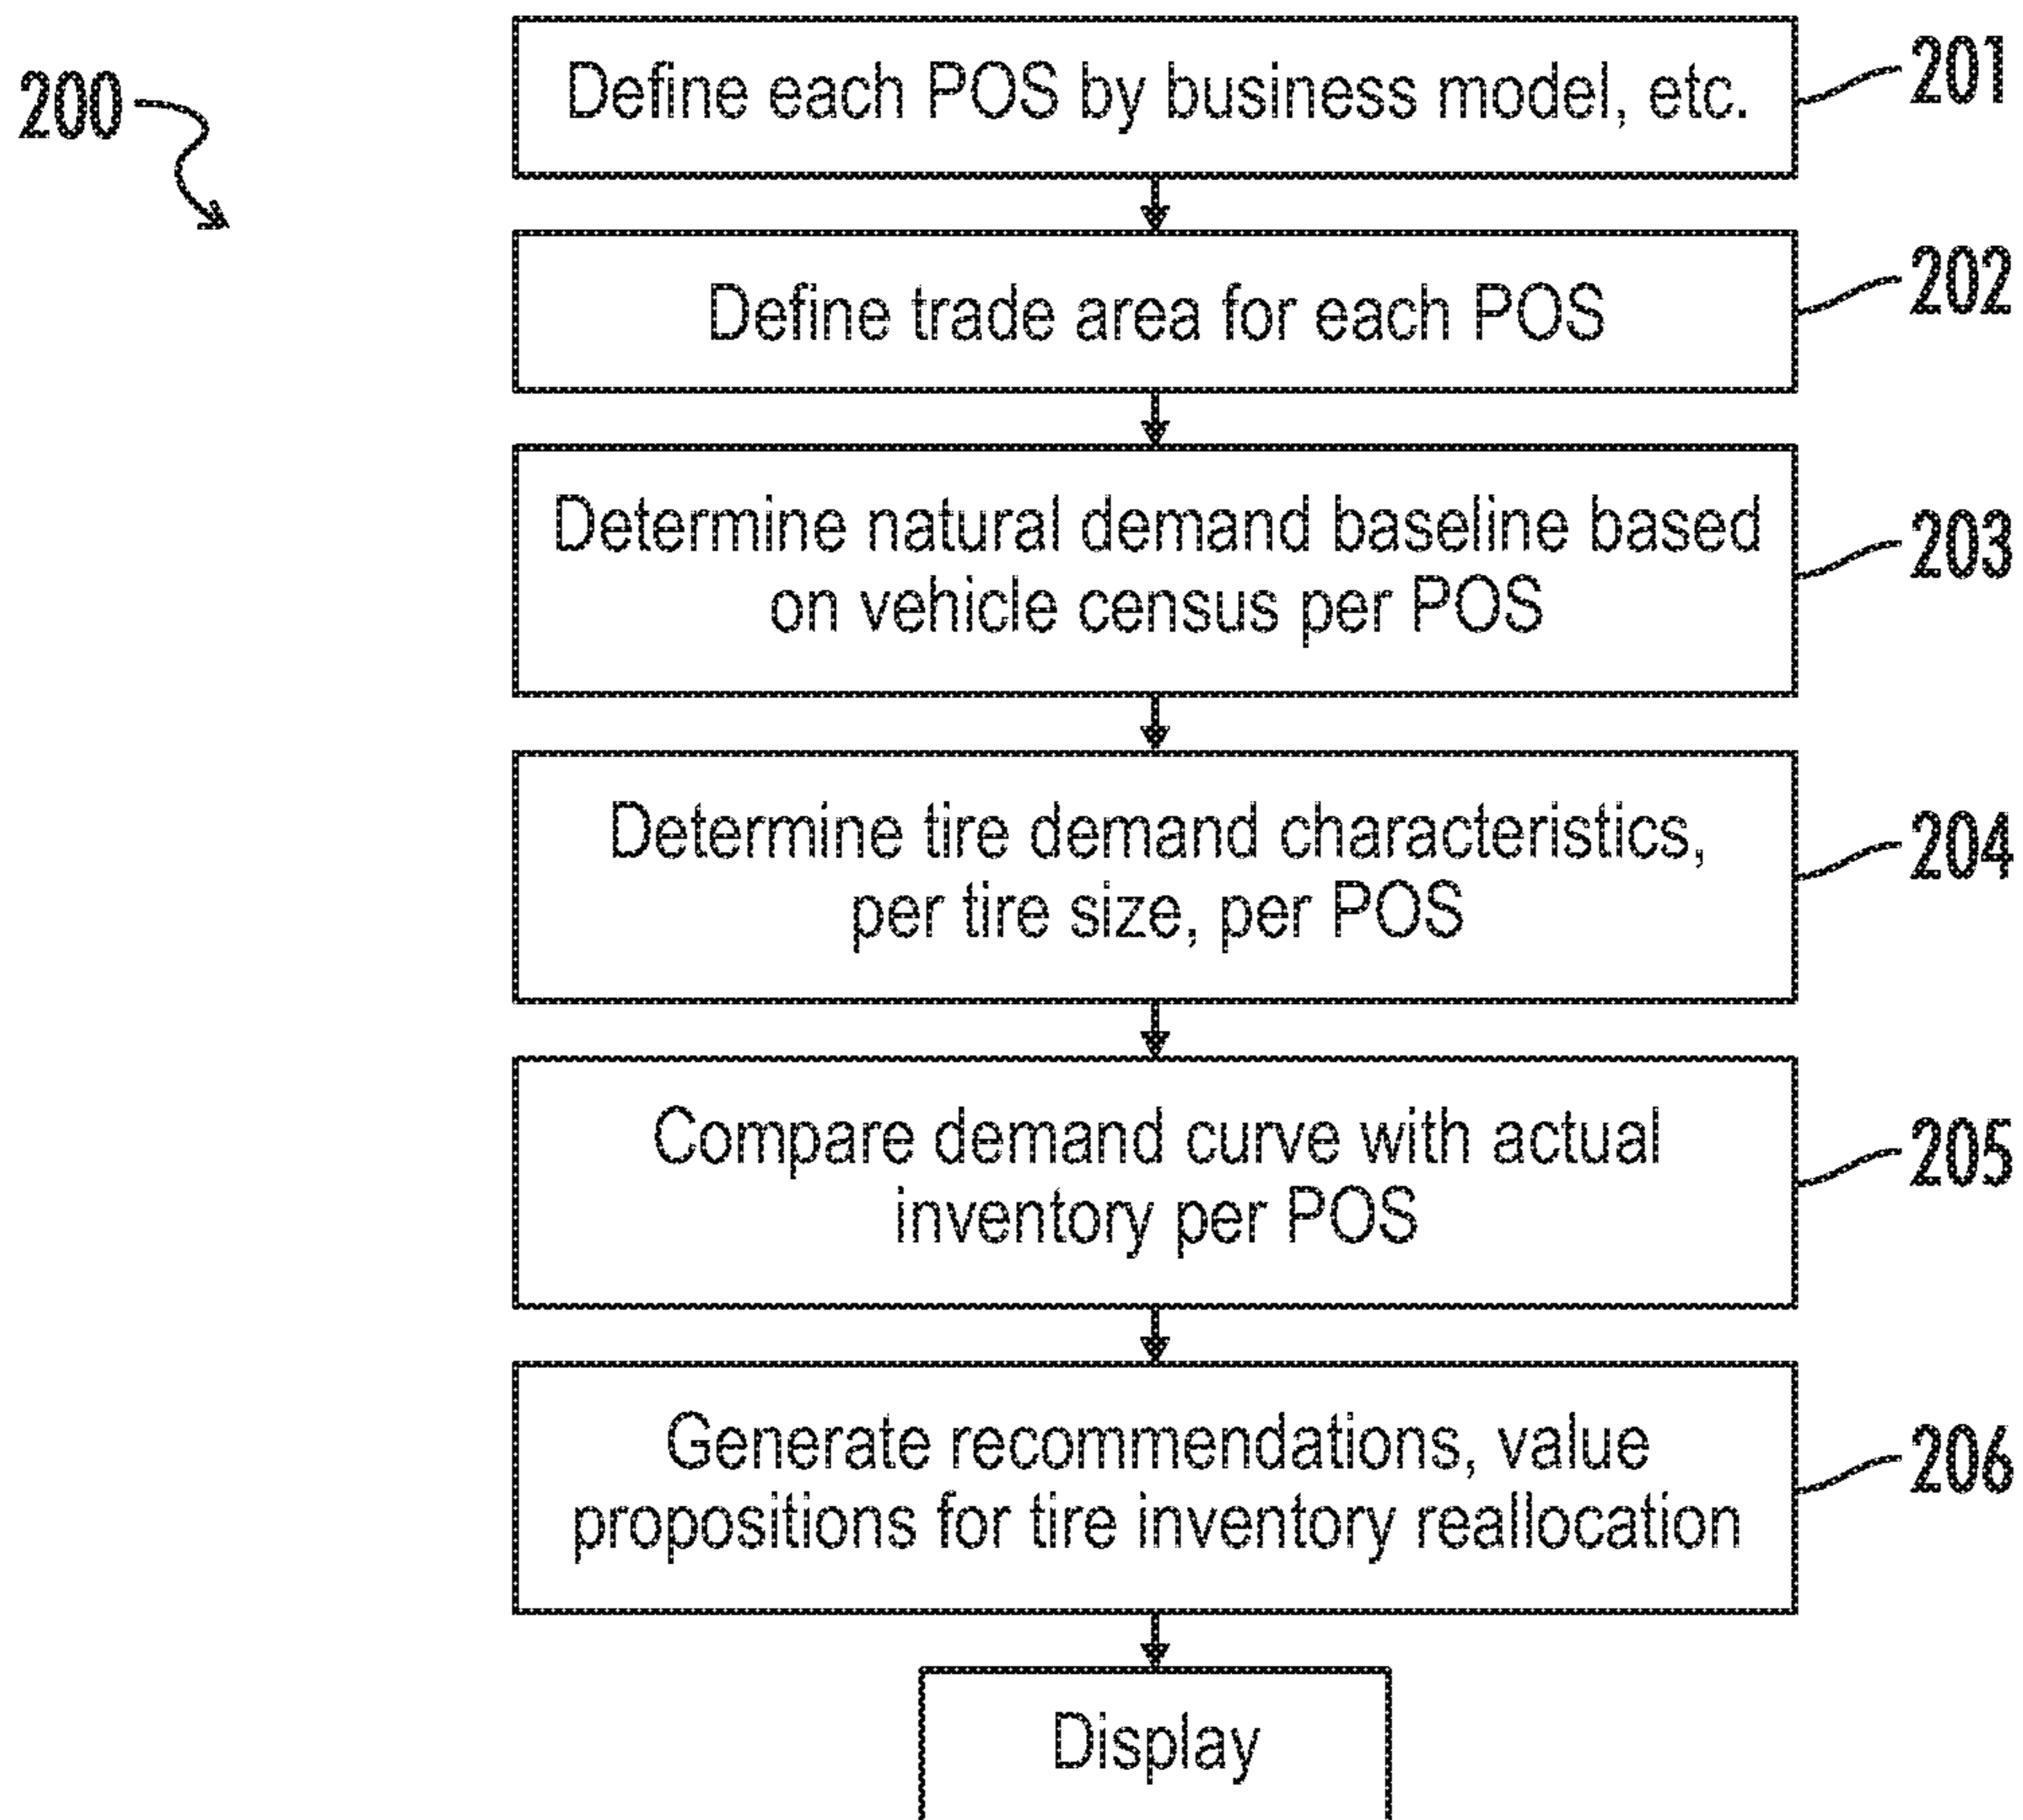 200
Define each POS by business model, etc.
201
Define trade area for each POS
202
Determine natural demand baseline based
on vehicle census per POS
203
Determine tire demand characteristics,
per tire size, per POS
204
Compare demand curve with actual
inventory per POS
205
Generate recommendations, value
propositions for tire inventory reallocation
206
Display